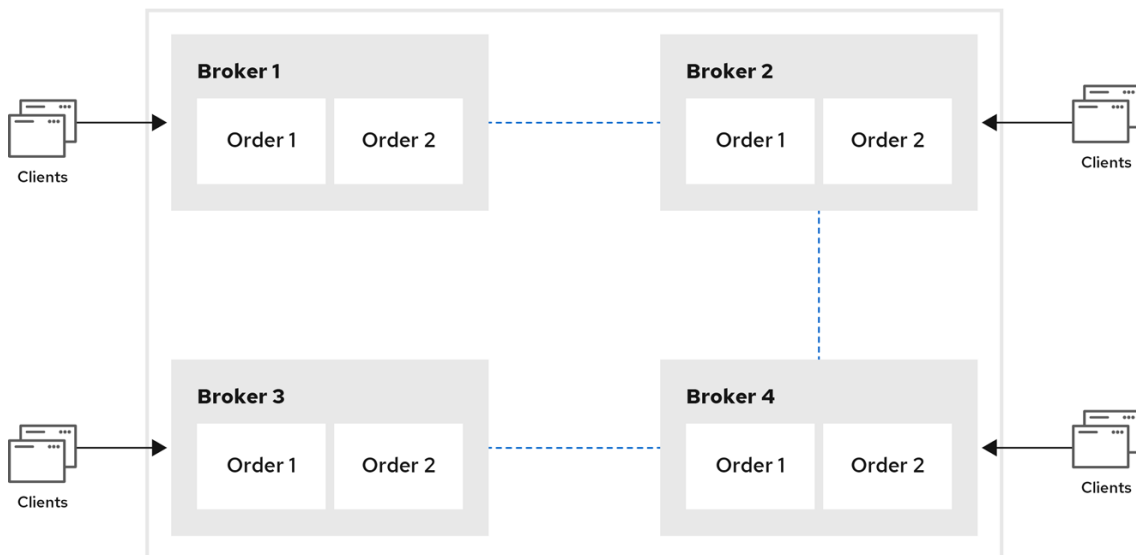 Broker 1
Order 1
Order 2
Broker 2
Order 1
Order 2
Clients
Clients
Broker 3
Order 1
Order 2
Broker 4
Order 1
Order 2
Clients
Clients